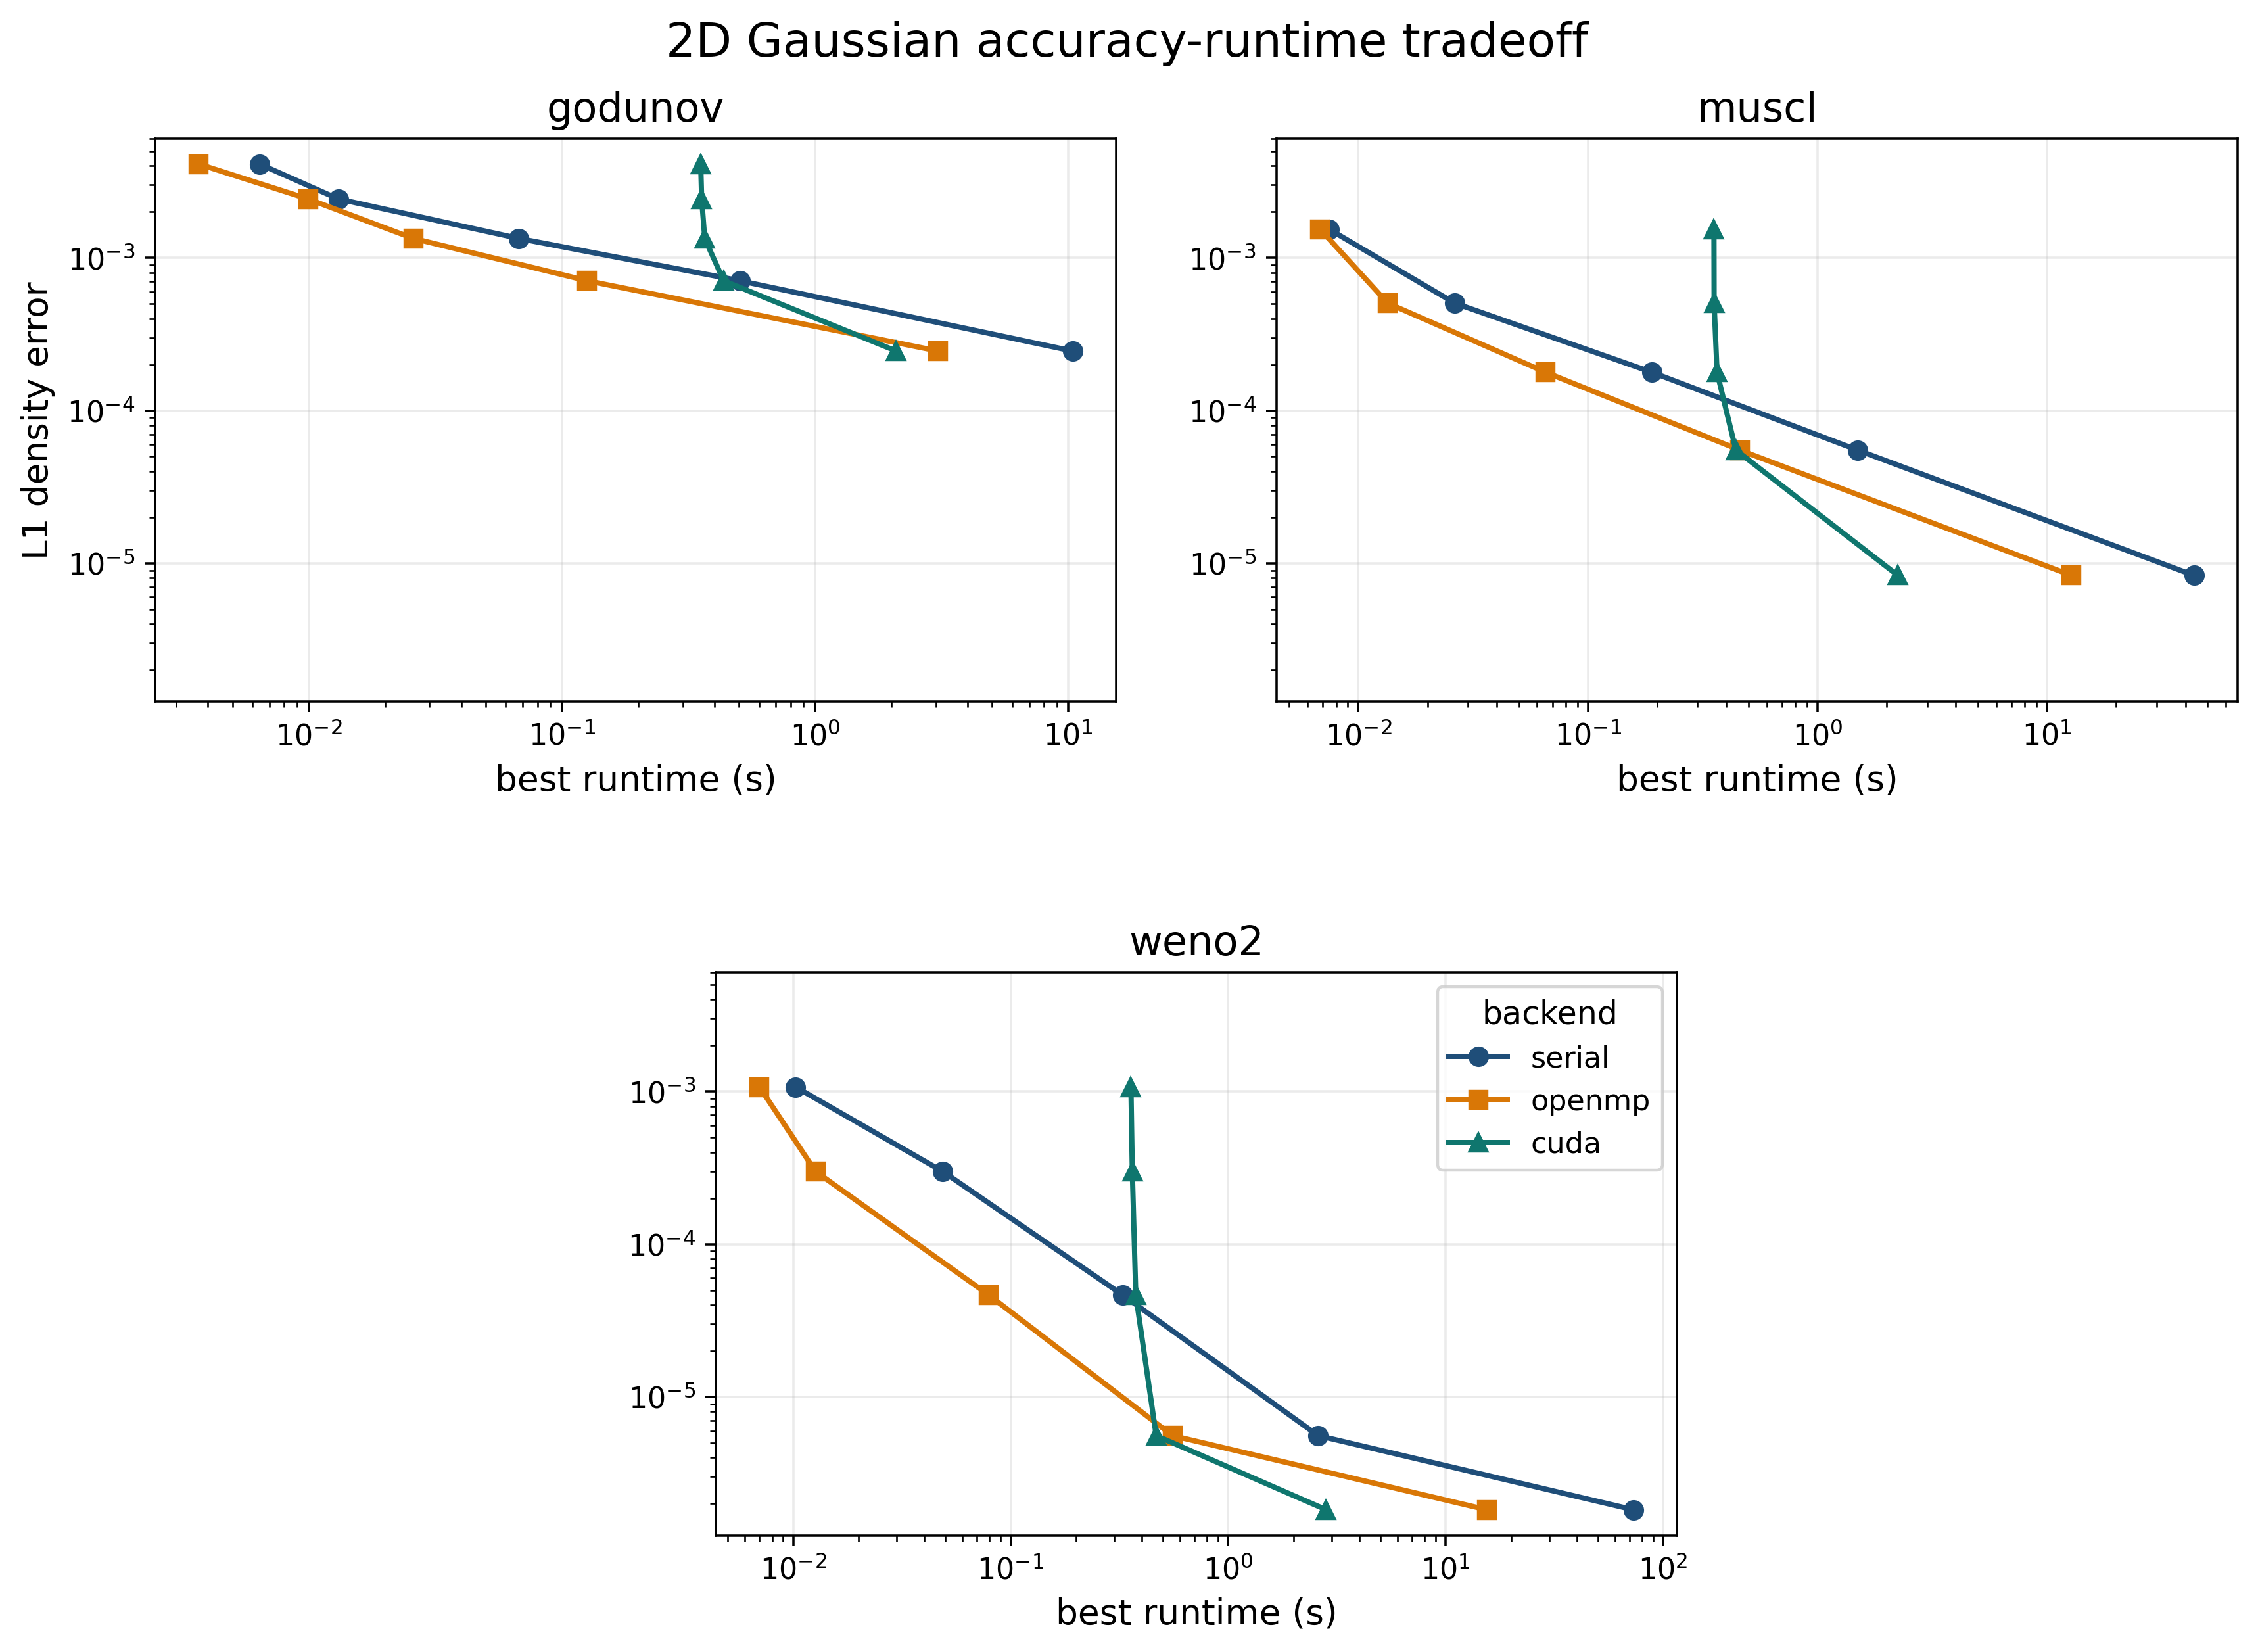 2D Gaussian accuracy-runtime tradeoff
godunov
L1 density error
10⁻³
10⁻⁴
10⁻⁵
10⁻² 10⁻¹ 10⁰ 10¹
best runtime (s)
muscl
10⁻³
10⁻⁴
10⁻⁵
10⁻² 10⁻¹ 10⁰ 10¹
best runtime (s)
weno2
10⁻³
10⁻⁴
10⁻⁵
10⁻² 10⁻¹ 10⁰ 10¹ 10²
best runtime (s)
backend
serial
openmp
cuda